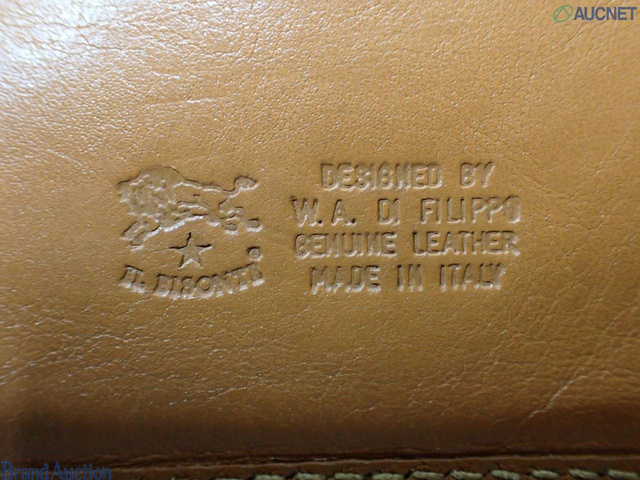 AUCNET
DESIGNED BY
W. A. DI FILIPPO
GENUINE LEATHER
MADE IN ITALY
IL BISONTE®
Brand Auction